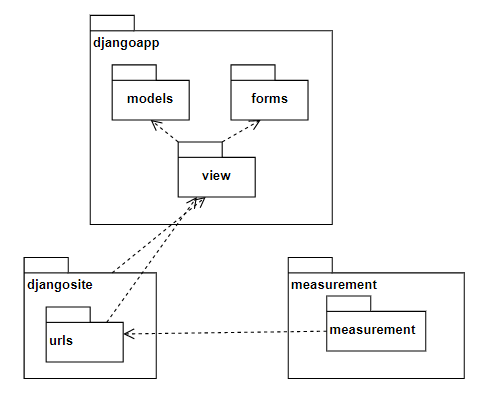 djangoapp
models
forms
view
djangosite
urls
measurement
measurement